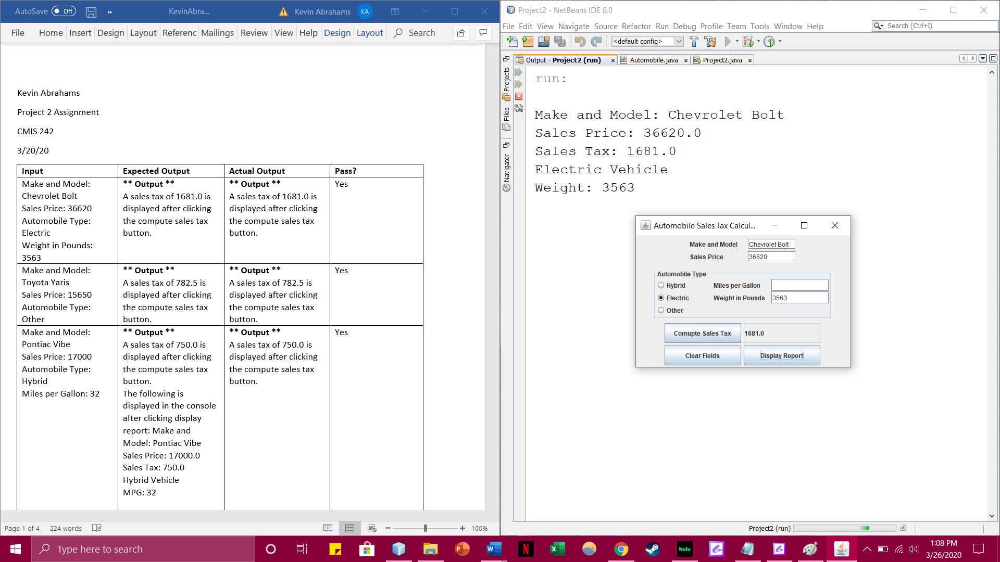 AutoSave Off KevinAbra... Kevin Abrahams KA
File Home Insert Design Layout Referenc Mailings Review View Help Design Layout Search
Kevin Abrahams
Project 2 Assignment
CMIS 242
3/20/20
Input Expected Output Actual Output Pass?
Make and Model:
Chevrolet Bolt
Sales Price: 36620
Automobile Type:
Electric
Weight in Pounds:
3563
** Output **
A sales tax of 1681.0 is
displayed after clicking
the compute sales tax
button.
** Output **
A sales tax of 1681.0 is
displayed after clicking
the compute sales tax
button.
Yes
Make and Model:
Toyota Yaris
Sales Price: 15650
Automobile Type:
Other
** Output **
A sales tax of 782.5 is
displayed after clicking
the compute sales tax
button.
** Output **
A sales tax of 782.5 is
displayed after clicking
the compute sales tax
button.
Yes
Make and Model:
Pontiac Vibe
Sales Price: 17000
Automobile Type:
Hybrid
Miles per Gallon: 32
** Output **
A sales tax of 750.0 is
displayed after clicking
the compute sales tax
button.
The following is
displayed in the console
after clicking display
report: Make and
Model: Pontiac Vibe
Sales Price: 17000.0
Sales Tax: 750.0
Hybrid Vehicle
MPG: 32
** Output **
A sales tax of 750.0 is
displayed after clicking
the compute sales tax
button.
Yes
Page 1 of 4 224 words 100%
Project2 - NetBeans IDE 8.0
File Edit View Navigate Source Refactor Run Debug Profile Team Tools Window Help Search (Ctrl+I)
<default config>
Output - Project2 (run) Automobile.java Project2.java
Projects
Files
Navigator
run:
Make and Model: Chevrolet Bolt
Sales Price: 36620.0
Sales Tax: 1681.0
Electric Vehicle
Weight: 3563
Automobile Sales Tax Calcul...
Make and Model Chevrolet Bolt
Sales Price 36620
Automobile Type
Hybrid Miles per Gallon
Electric Weight in Pounds 3563
Other
Comupte Sales Tax 1681.0
Clear Fields Display Report
Project2 (run)
Type here to search
hulu
1:08 PM
3/26/2020